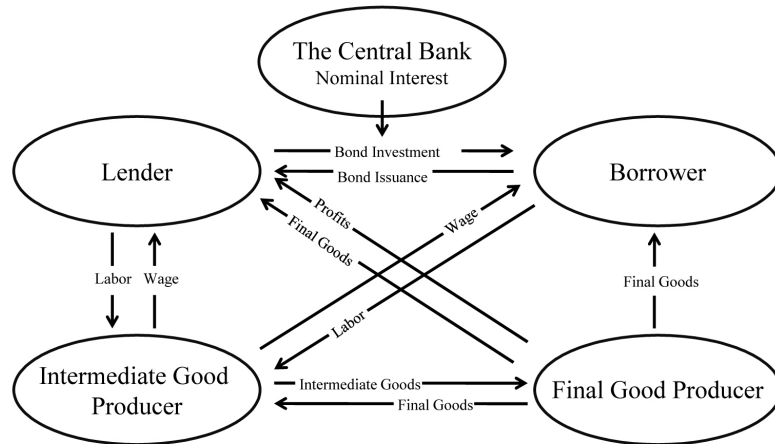 The Central Bank
Nominal Interest
Lender
Bond Investment
Bond Issuance
Borrower
Profits
Final Goods
Wage
Labor
Wage
Final Goods
Labor
Intermediate Good
Producer
Intermediate Goods
Final Goods
Final Good Producer